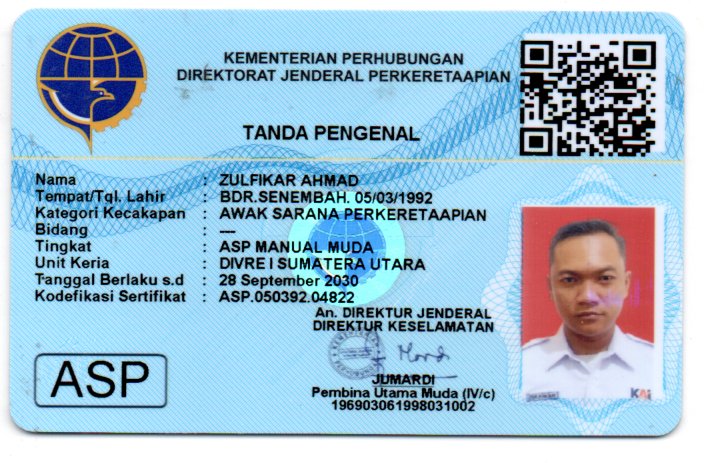 KEMENTERIAN PERHUBUNGAN
DIREKTORAT JENDERAL PERKERETAAPIAN
TANDA PENGENAL
Nama : ZULFIKAR AHMAD
Tempat/Tgl. Lahir : BDR.SENEMBAH. 05/03/1992
Kategori Kecakapan : AWAK SARANA PERKERETAAPIAN
Bidang : ----
Tingkat : ASP MANUAL MUDA
Unit Kerja : DIVRE I SUMATERA UTARA
Tanggal Berlaku s.d : 28 September 2030
Kodefikasi Sertifikat : ASP.050392.04822
An. DIREKTUR JENDERAL
DIREKTUR KESELAMATAN
JUMARDI
Pembina Utama Muda (IV/c)
196903061998031002
ASP
KAI